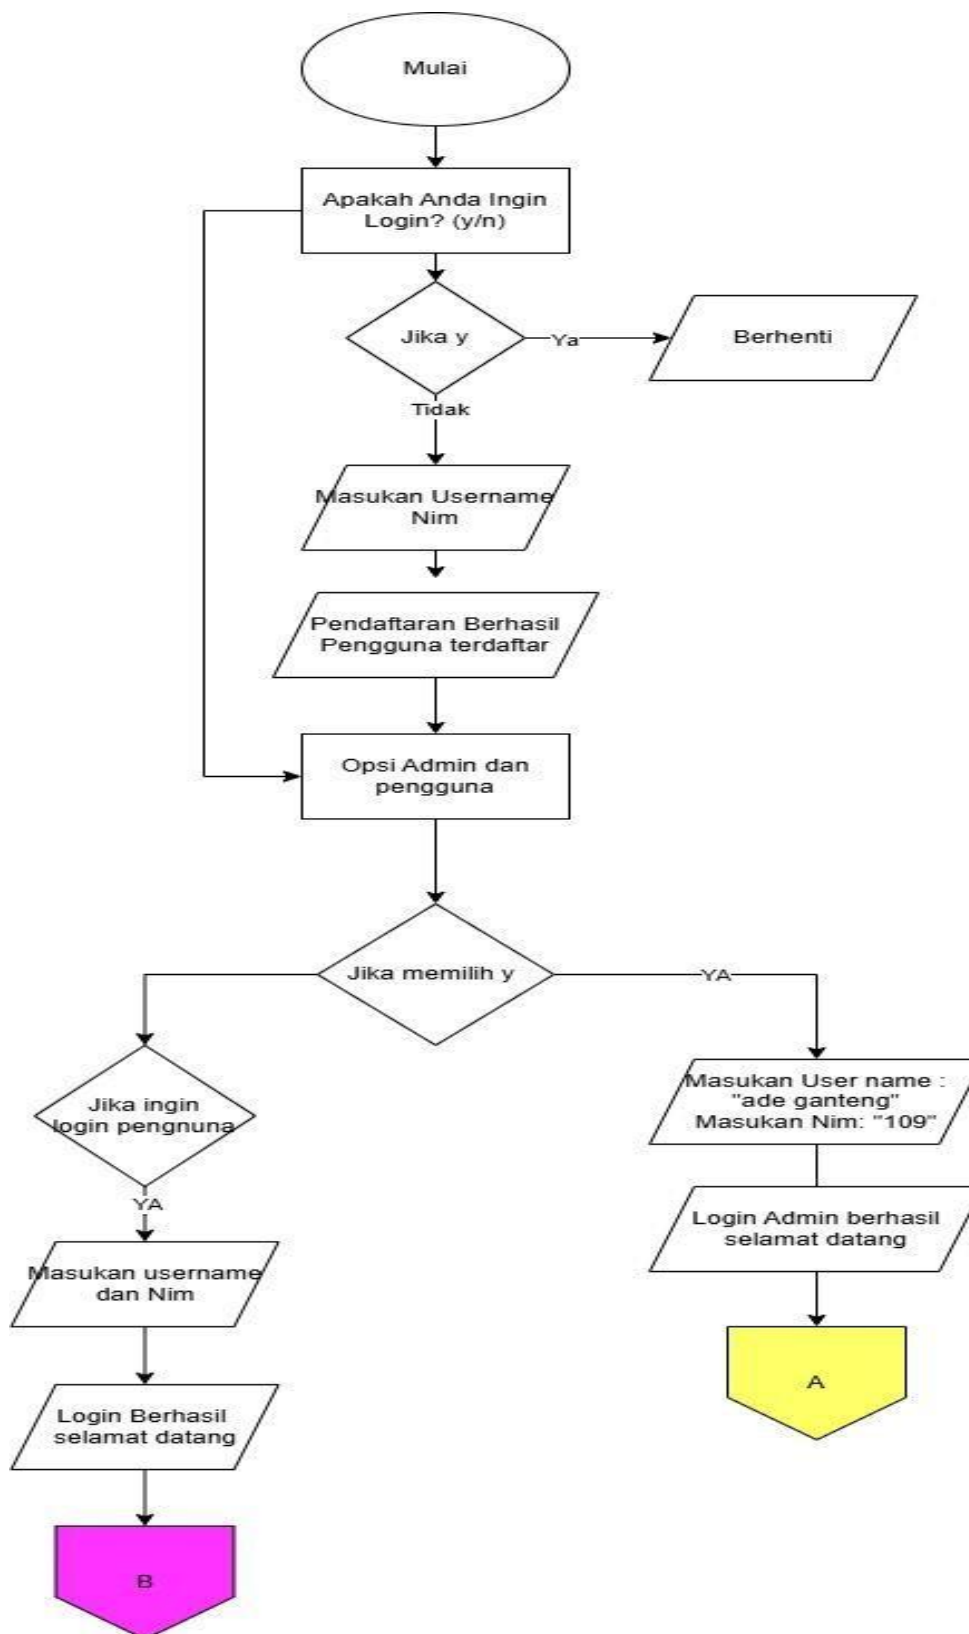 Mulai
Apakah Anda Ingin
Login? (y/n)
Jika y
Ya
Berhenti
Tidak
Masukan Username
Nim
Pendaftaran Berhasil
Pengguna terdaftar
Opsi Admin dan
pengguna
Jika memilih y
YA
Jika ingin
login pengnuna
YA
Masukan username
dan Nim
Login Berhasil
selamat datang
B
Masukan User name :
"ade ganteng"
Masukan Nim: "109"
Login Admin berhasil
selamat datang
A